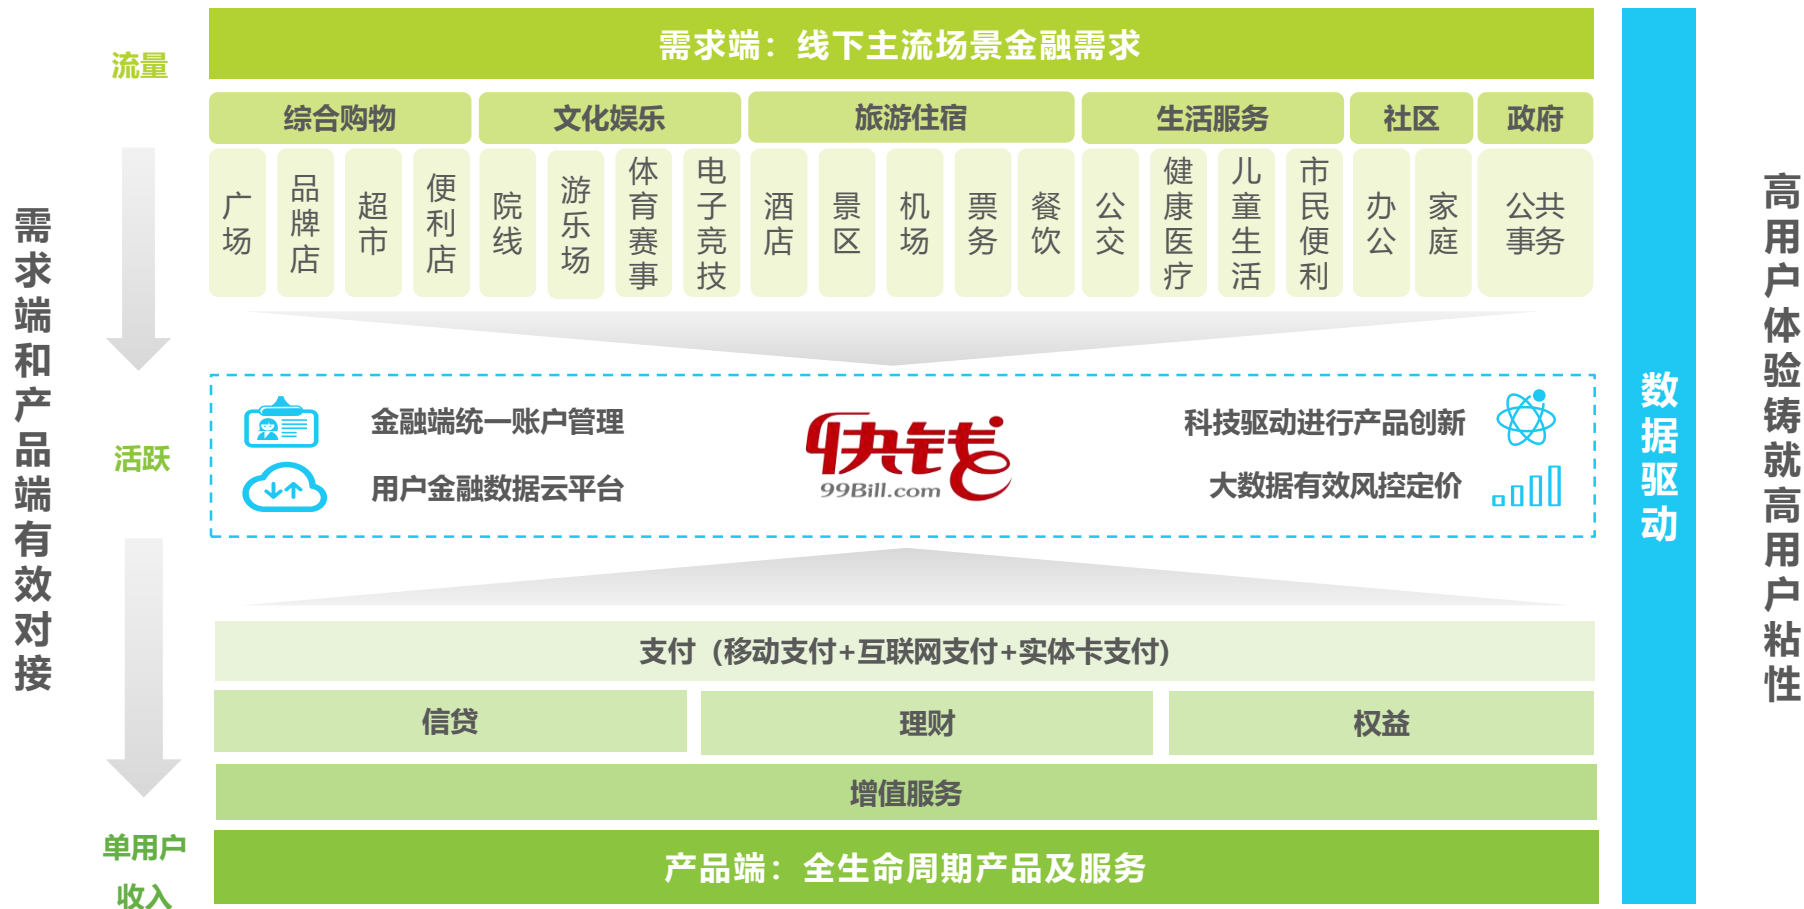 需求端：线下主流场景金融需求
流量
综合购物
文化娱乐
旅游住宿
生活服务
社区
政府
广场
品牌店
超市
便利店
院线
游乐场
体育赛事
电子竞技
酒店
景区
机场
票务
餐饮
公交
健康医疗
儿童生活
市民便利
办公
家庭
公共
事务
需求端和产品端有效对接
活跃
金融端统一账户管理
用户金融数据云平台
快钱
99Bill.com
科技驱动进行产品创新
大数据有效风控定价
数据驱动
高用户体验铸就高用户粘性
支付（移动支付+互联网支付+实体卡支付)
信贷
理财
权益
增值服务
单用户
收入
产品端：全生命周期产品及服务